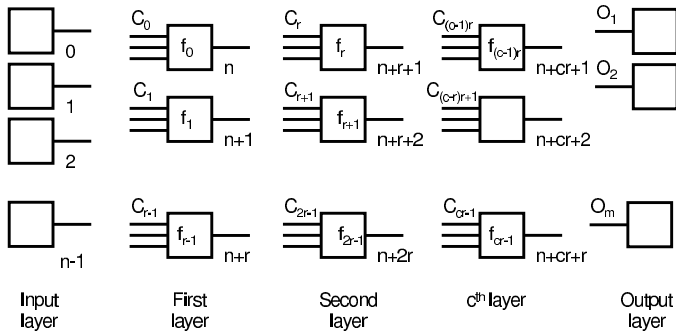 C0 Cr C(c-1)r O1
0 f0 n fr n+r+1 f(c-1)r n+cr+1
C1 Cr+1 C(c-r)r+1 O2
1 f1 n+1 fr+1 n+r+2 n+cr+2
2
Cr-1 C2r-1 Ccr-1 Om
n-1 fr-1 n+r f2r-1 n+2r fcr-1 n+cr+r
Input layer
First layer
Second layer
cth layer
Output layer